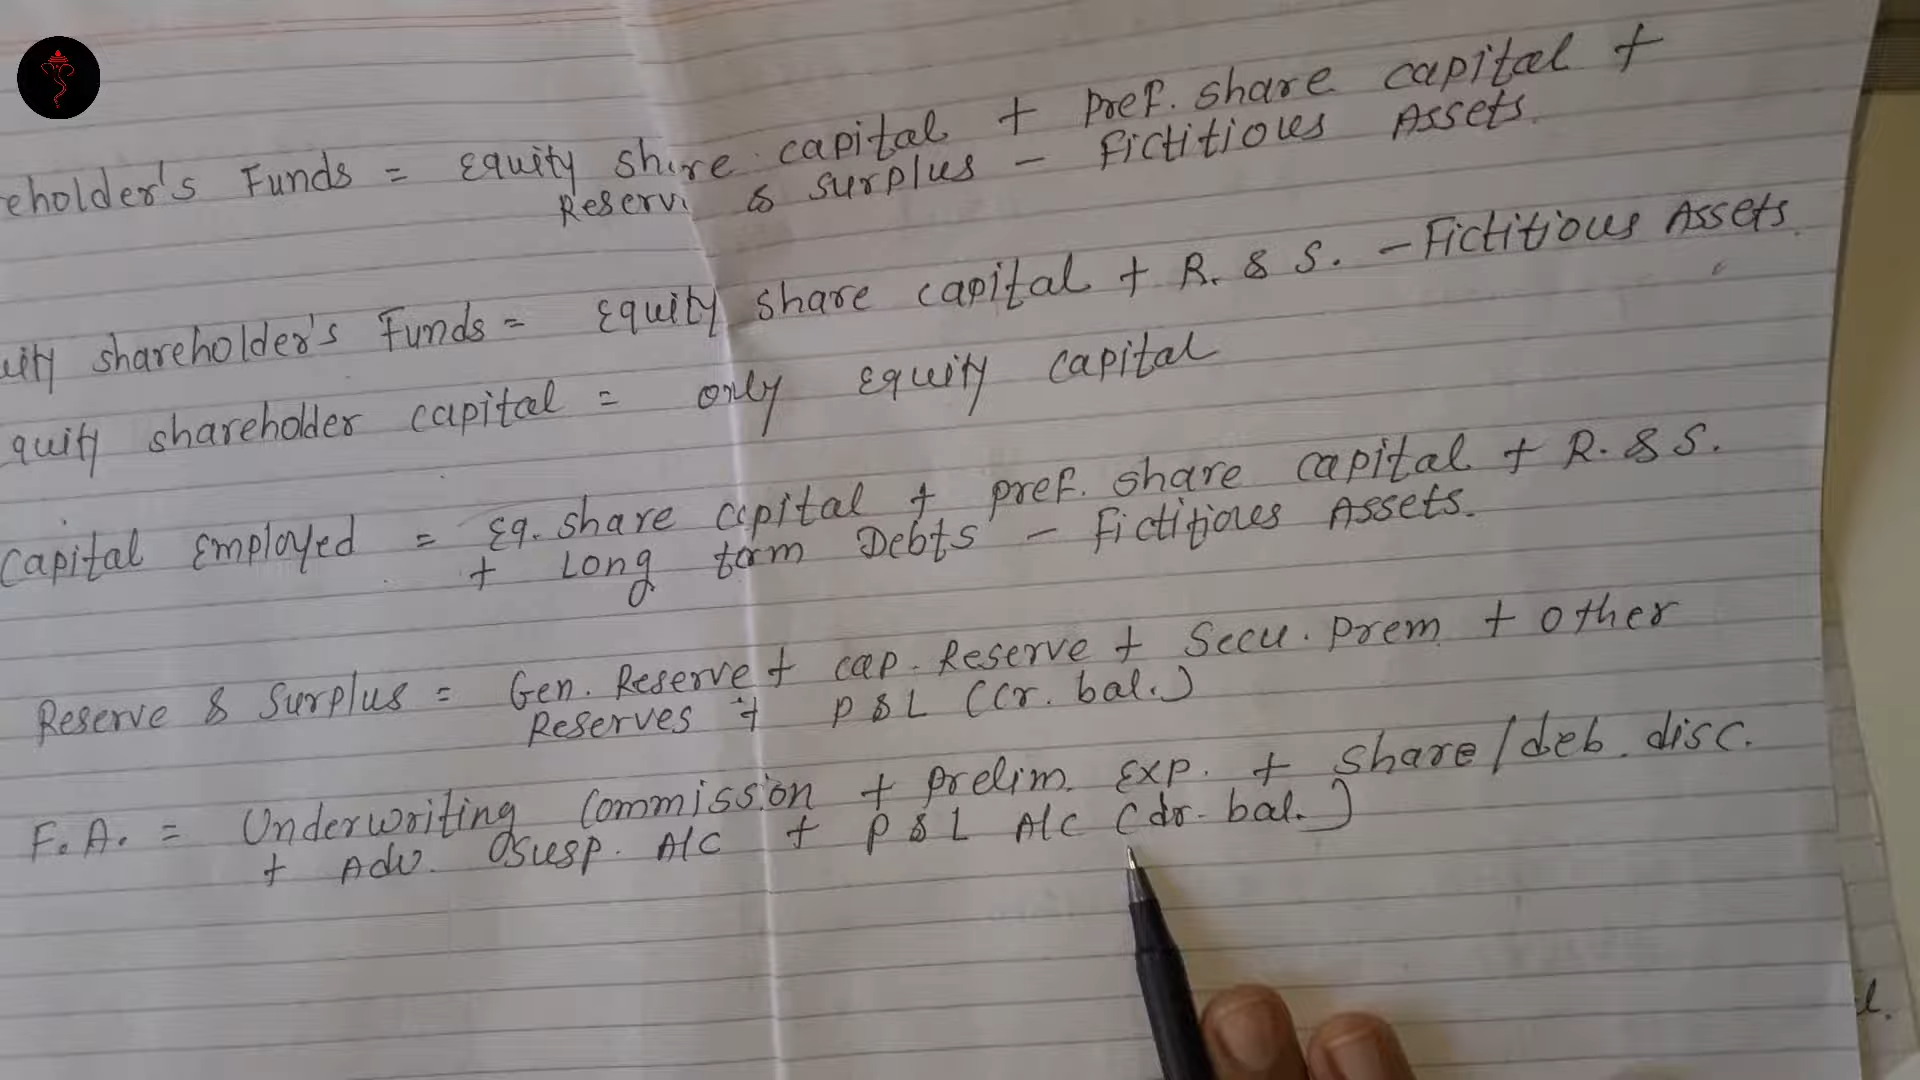 eholder's Funds = Equity share capital + pref. share capital +
Reserve & surplus - Fictitious Assets.
uity shareholder's Funds = Equity share capital + R. & S. - Fictitious Assets.
quity shareholder capital = only equity capital
Capital Employed = Eq. share capital + pref. share capital + R. & S.
+ Long term Debts - Fictitious Assets.
Reserve & Surplus = Gen. Reserve + cap. Reserve + Secu. Prem + other
Reserves + P & L (Cr. bal.)
F. A. = Underwriting Commission + prelim. Exp. + share/deb. disc.
+ Adv. Susp. A/C + P & L A/C (dr. bal.)
l.